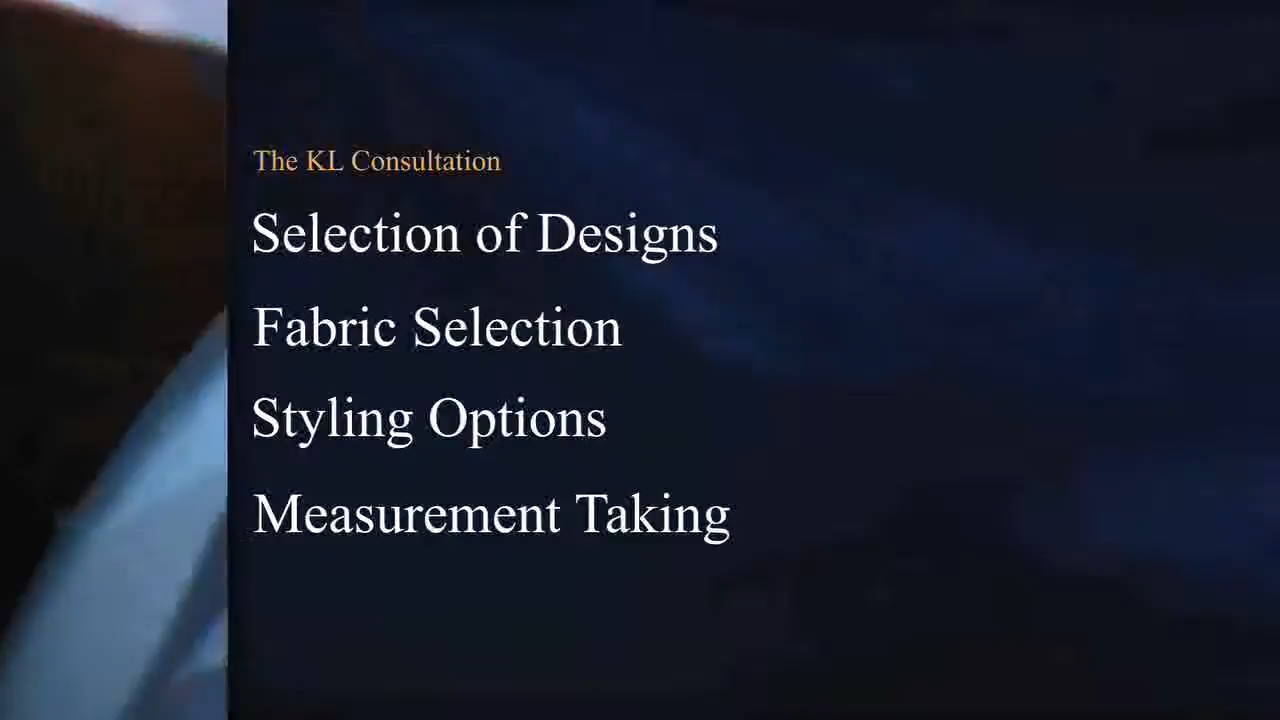 The KL Consultation
Selection of Designs
Fabric Selection
Styling Options
Measurement Taking